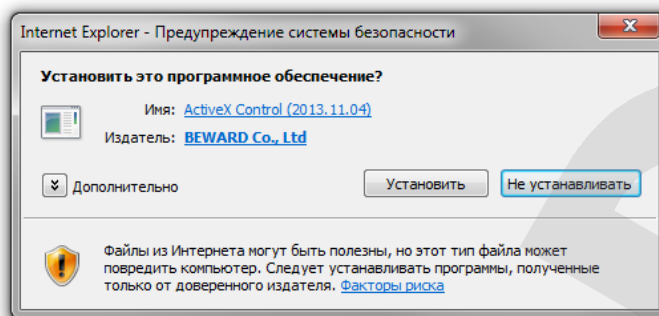 Internet Explorer - Предупреждение системы безопасности
Установить это программное обеспечение?
Имя: ActiveX Control (2013.11.04)
Издатель: BEWARD Co., Ltd
Дополнительно
Установить
Не устанавливать
Файлы из Интернета могут быть полезны, но этот тип файла может
повредить компьютер. Следует устанавливать программы, полученные
только от доверенного издателя. Факторы риска